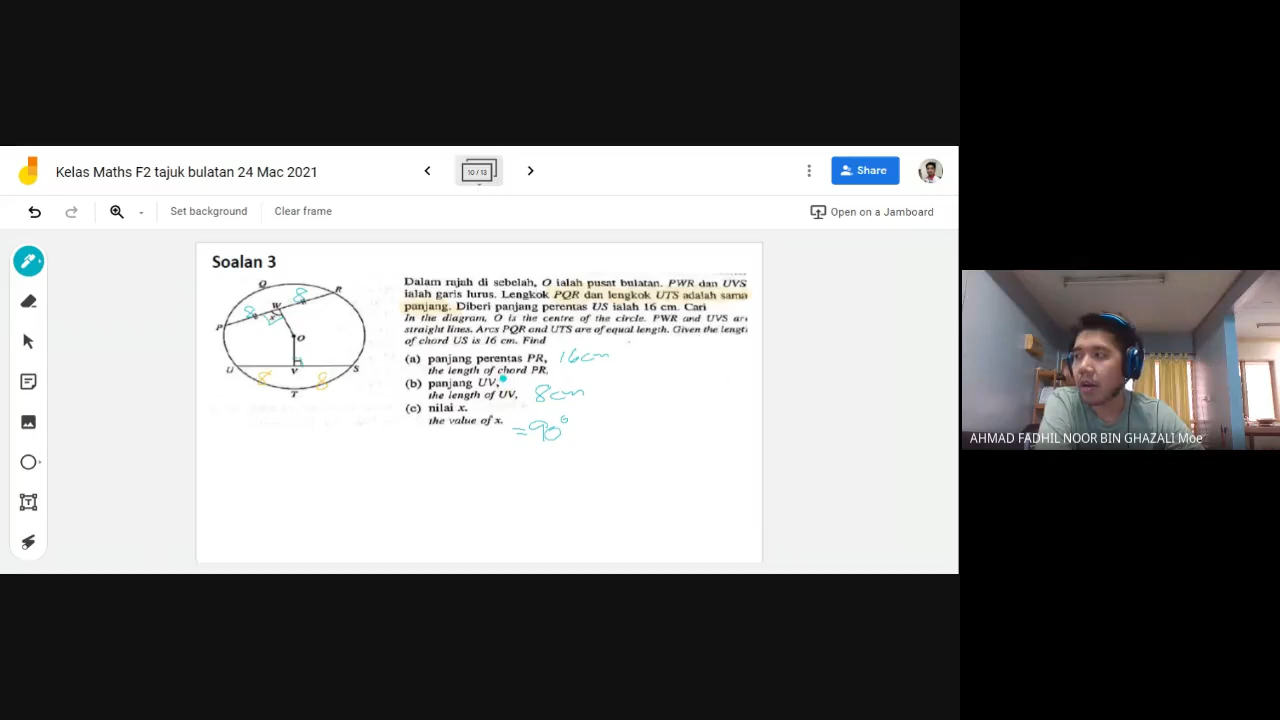 Kelas Maths F2 tajuk bulatan 24 Mac 2021
10 / 13
Share
Set background
Clear frame
Open on a Jamboard
Soalan 3
Dalam rajah di sebelah, O ialah pusat bulatan. PWR dan UVS
ialah garis lurus. Lengkok PQR dan lengkok UTS adalah sama
panjang. Diberi panjang perentas US ialah 16 cm. Cari
In the diagram, O is the centre of the circle. PWR and UVS are
straight lines. Arcs PQR and UTS are of equal length. Given the length
of chord US is 16 cm. Find
(a) panjang perentas PR, 16cm
the length of chord PR,
(b) panjang UV,
the length of UV, 8cm
(c) nilai x.
the value of x. = 90°
Q
R
8
W
8
x
P
O
U
V
S
8
8
T
T
AHMAD FADHIL NOOR BIN GHAZALI Moe